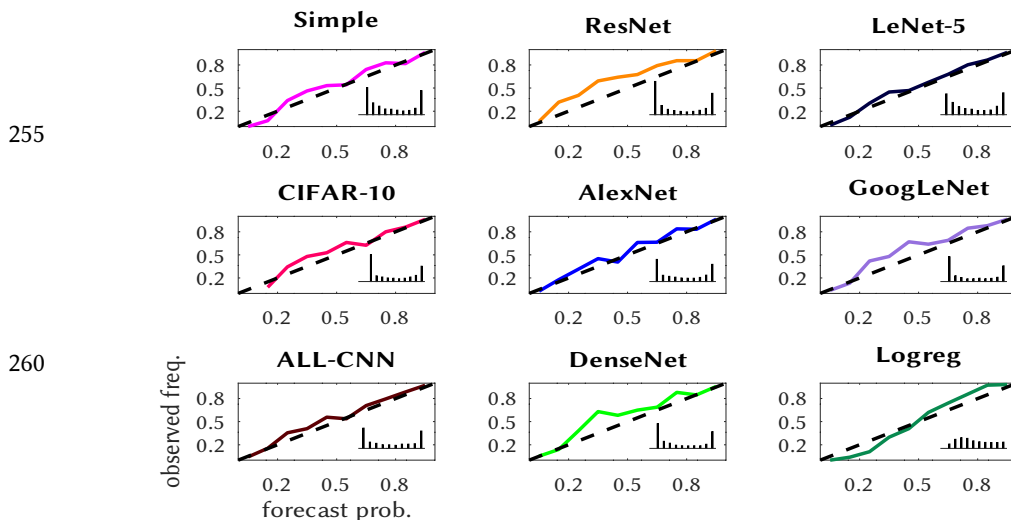 Simple ResNet LeNet-5
0.8 0.8 0.8
0.5 0.5 0.5
0.2 0.2 0.2
255
0.2 0.5 0.8 0.2 0.5 0.8 0.2 0.5 0.8
CIFAR-10 AlexNet GoogLeNet
0.8 0.8 0.8
0.5 0.5 0.5
0.2 0.2 0.2
0.2 0.5 0.8 0.2 0.5 0.8 0.2 0.5 0.8
260
ALL-CNN DenseNet Logreg
observed freq.
0.8 0.8 0.8
0.5 0.5 0.5
0.2 0.2 0.2
0.2 0.5 0.8 0.2 0.5 0.8 0.2 0.5 0.8
forecast prob.